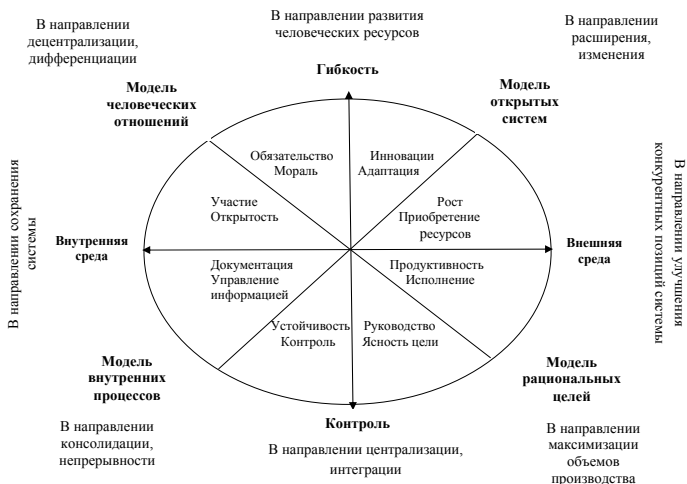 В направлении
децентрализации,
дифференциации
В направлении развития
человеческих ресурсов
В направлении
расширения,
изменения
Гибкость
Модель
человеческих
отношений
Модель
открытых
систем
Обязательство
Мораль
Инновации
Адаптация
Участие
Открытость
Рост
Приобретение
ресурсов
В направлении сохранения
системы
Внутренняя
среда
Внешняя
среда
В направлении улучшения
конкурентных позиций системы
Документация
Управление
информацией
Продуктивность
Исполнение
Устойчивость
Контроль
Руководство
Ясность цели
Модель
внутренних
процессов
Модель
рациональных
целей
Контроль
В направлении
консолидации,
непрерывности
В направлении централизации,
интеграции
В направлении
максимизации
объемов
производства